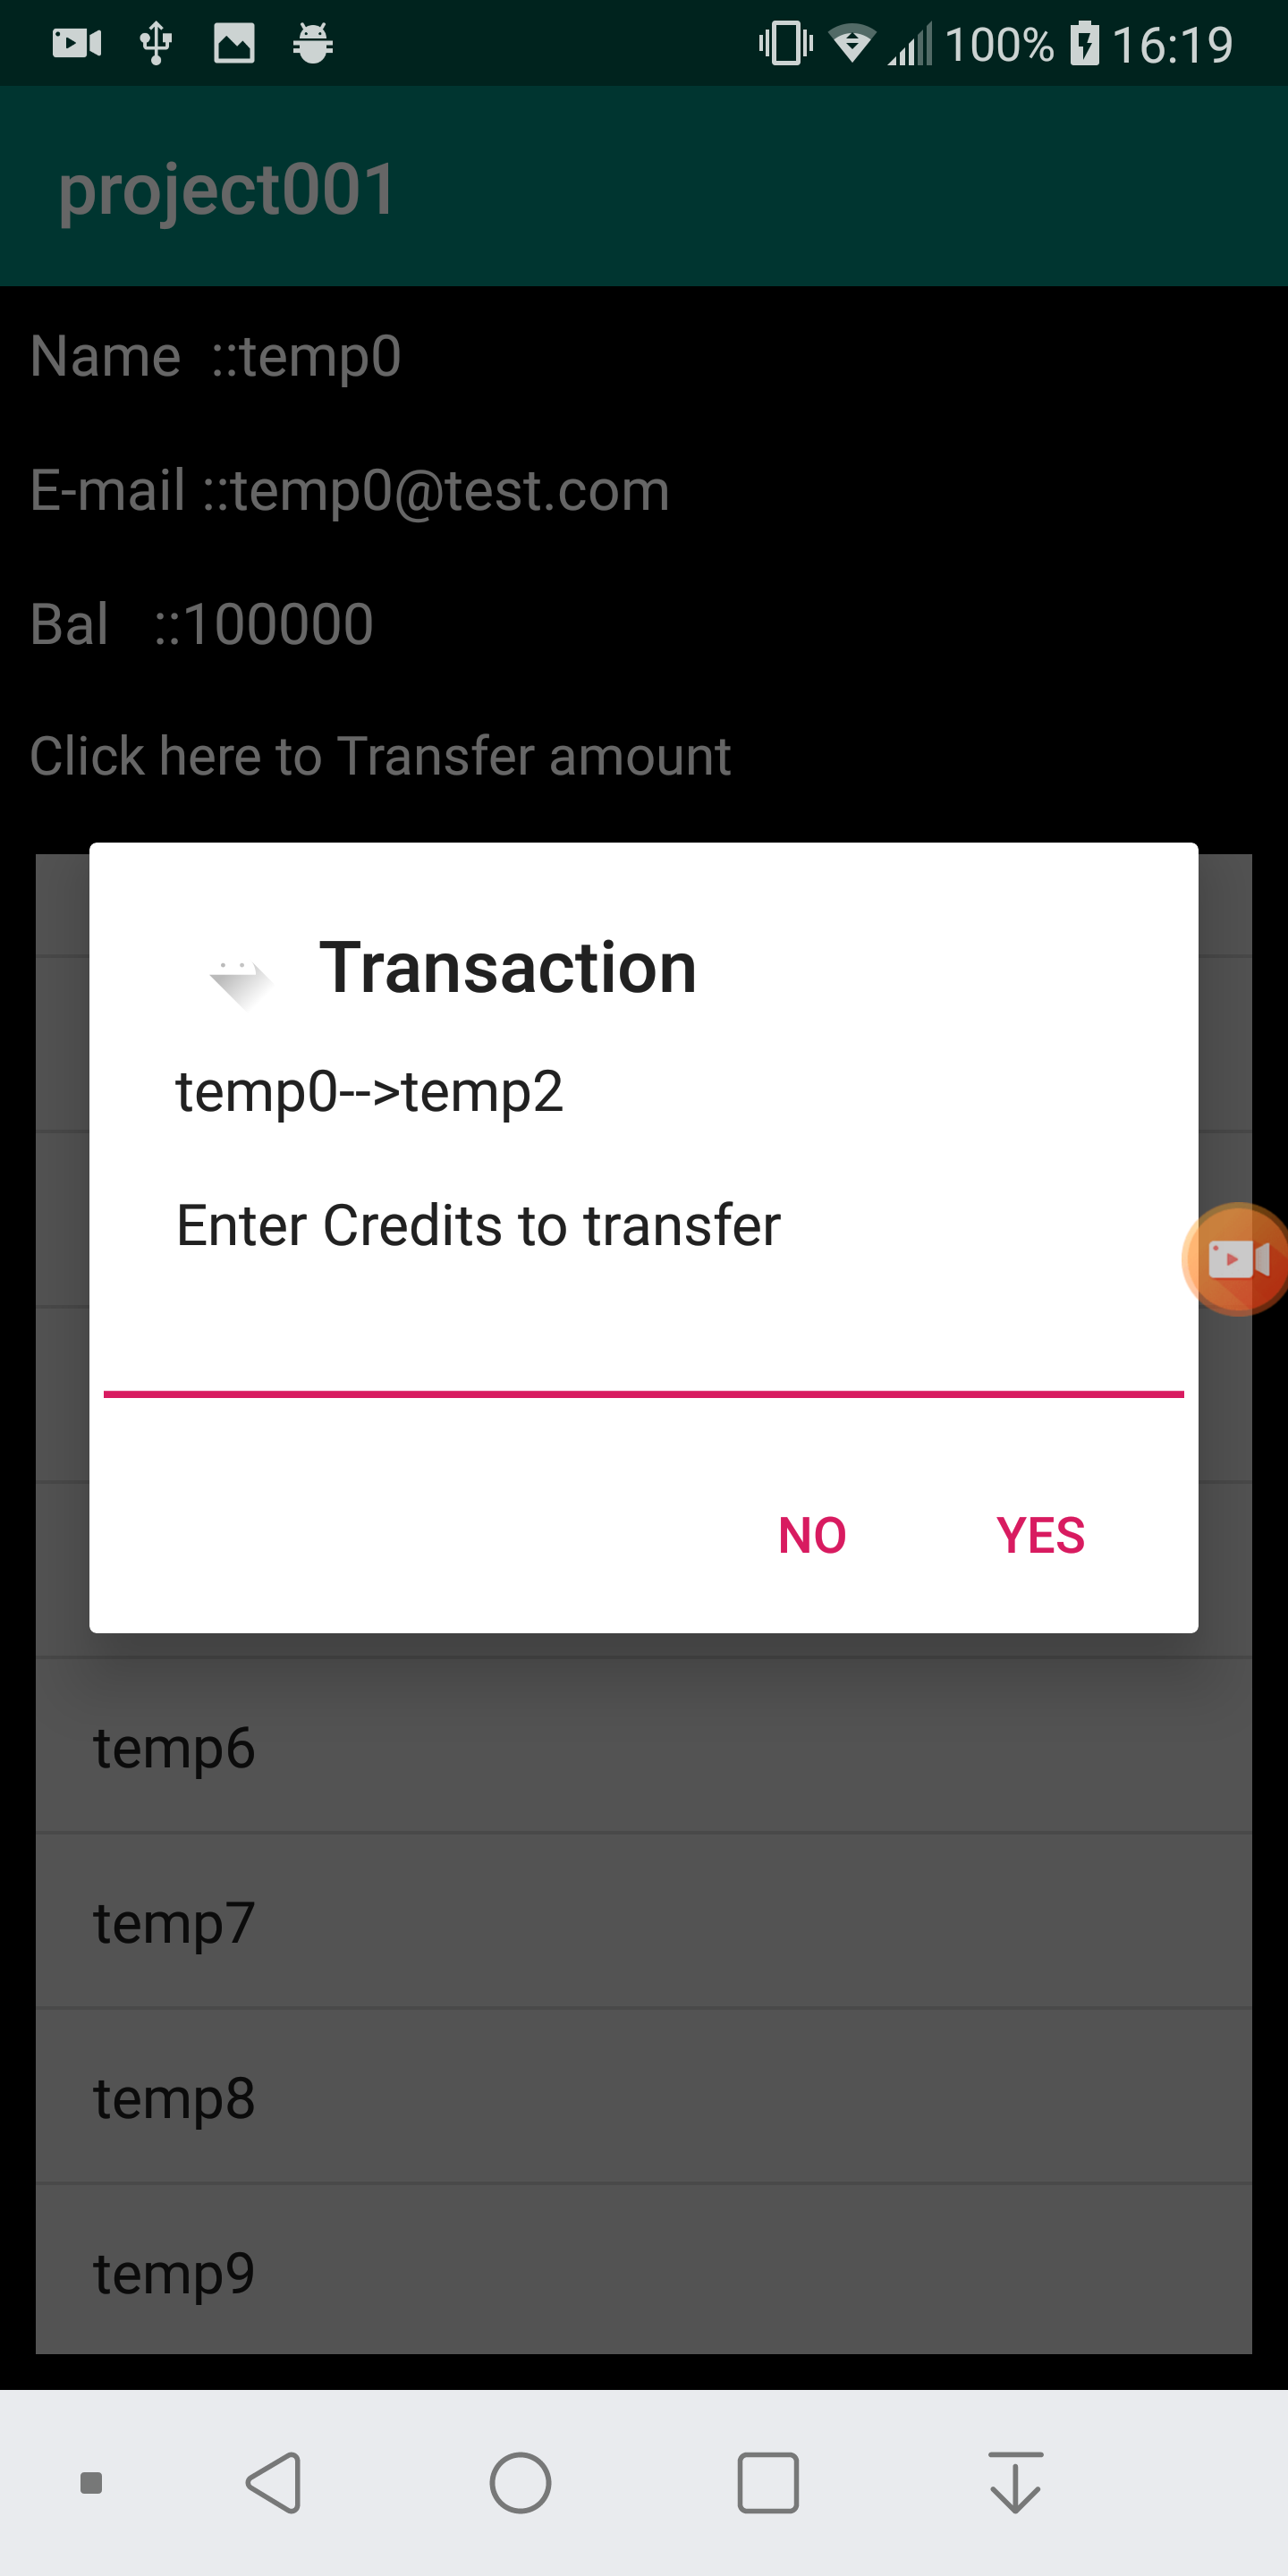 100% 16:19
project001
Name  ::temp0
E-mail ::temp0@test.com
Bal   ::100000
Click here to Transfer amount
Transaction
temp0-->temp2
Enter Credits to transfer
NO YES
temp6
temp7
temp8
temp9